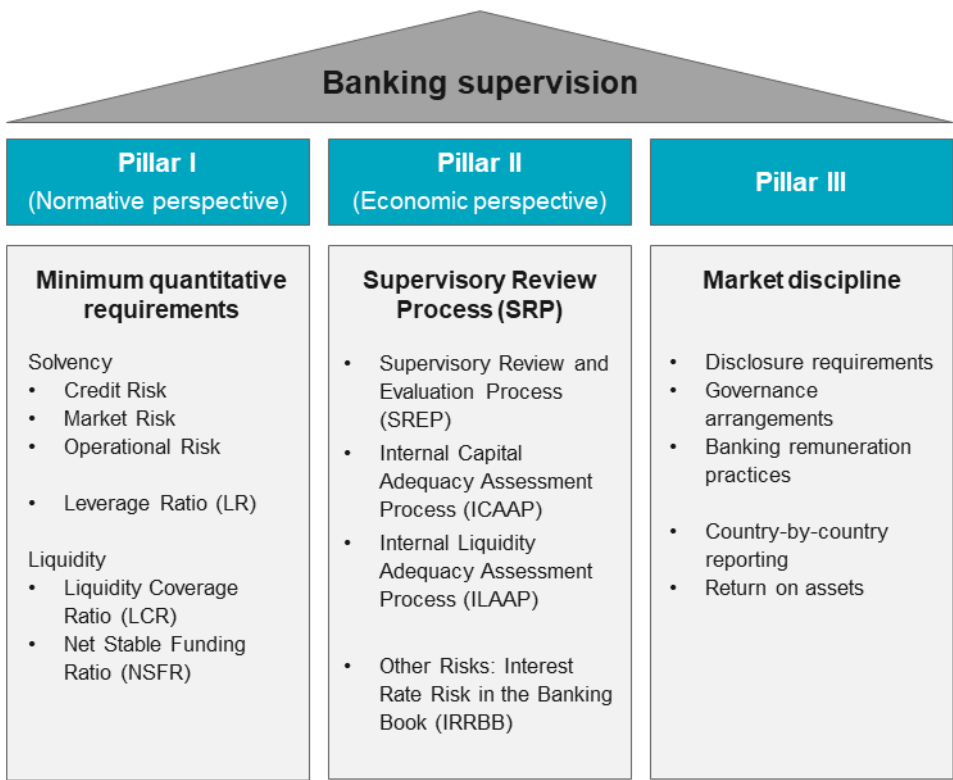 Banking supervision
Pillar I
(Normative perspective)
Pillar II
(Economic perspective)
Pillar III
Minimum quantitative
requirements
Solvency
• Credit Risk
• Market Risk
• Operational Risk
• Leverage Ratio (LR)
Liquidity
• Liquidity Coverage
Ratio (LCR)
• Net Stable Funding
Ratio (NSFR)
Supervisory Review
Process (SRP)
• Supervisory Review and
Evaluation Process
(SREP)
• Internal Capital
Adequacy Assessment
Process (ICAAP)
• Internal Liquidity
Adequacy Assessment
Process (ILAAP)
• Other Risks: Interest
Rate Risk in the Banking
Book (IRRBB)
Market discipline
• Disclosure requirements
• Governance
arrangements
• Banking remuneration
practices
• Country-by-country
reporting
• Return on assets